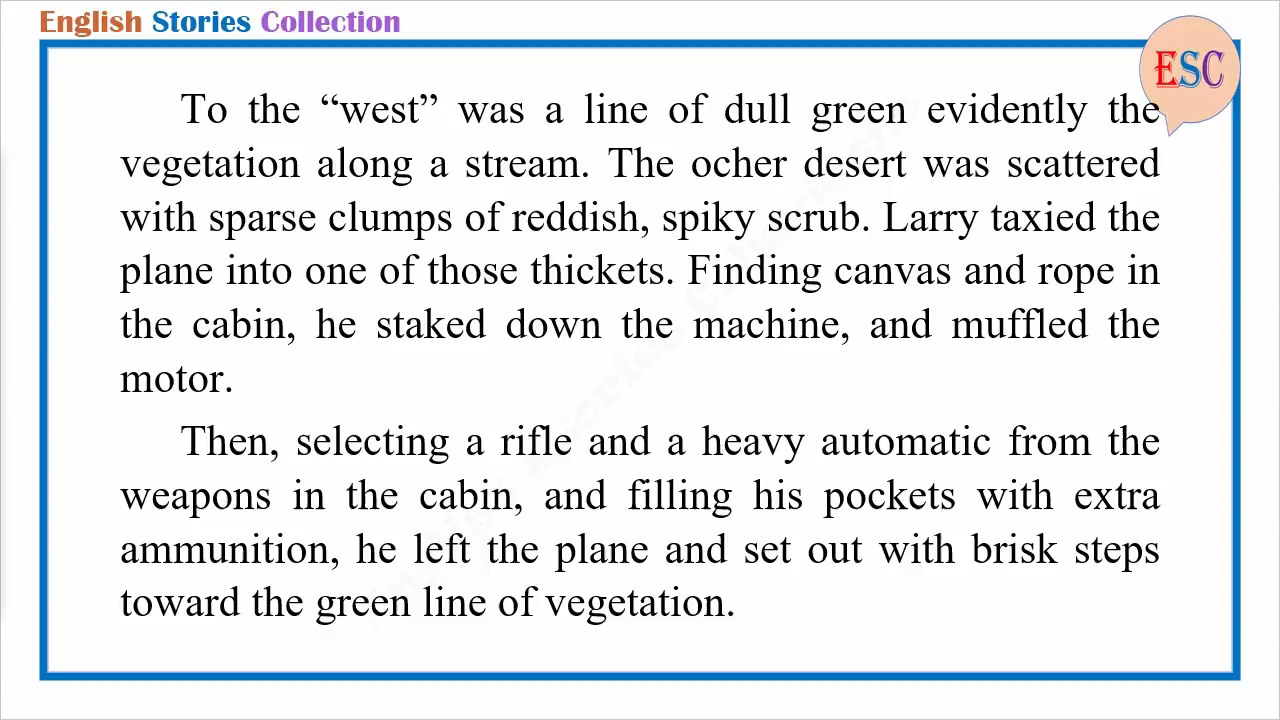 English Stories Collection
ESC
To the “west” was a line of dull green evidently the
vegetation along a stream. The ocher desert was scattered
with sparse clumps of reddish, spiky scrub. Larry taxied the
plane into one of those thickets. Finding canvas and rope in
the cabin, he staked down the machine, and muffled the
motor.
Then, selecting a rifle and a heavy automatic from the
weapons in the cabin, and filling his pockets with extra
ammunition, he left the plane and set out with brisk steps
toward the green line of vegetation.